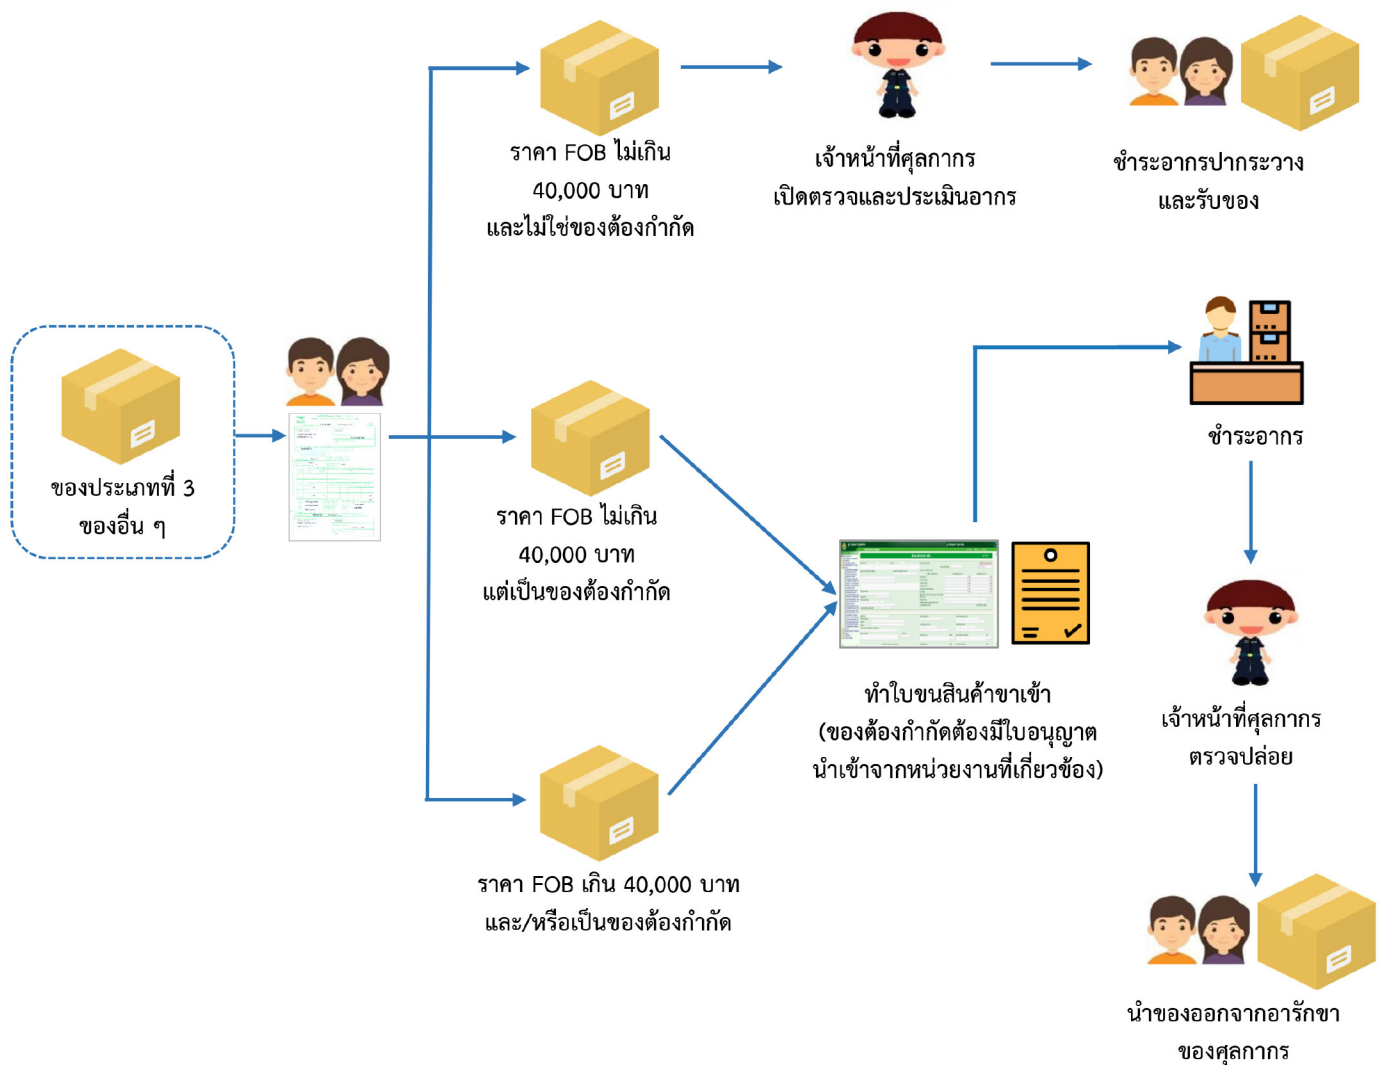 ราคา FOB ไม่เกิน
40,000 บาท
และไม่ใช่ของต้องกำกัด
เจ้าหน้าที่ศุลกากร
เปิดตรวจและประเมินอากร
ชำระอากรปากระวาง
และรับของ
ของประเภทที่ 3
ของอื่น ๆ
ราคา FOB ไม่เกิน
40,000 บาท
แต่เป็นของต้องกำกัด
ราคา FOB เกิน 40,000 บาท
และ/หรือเป็นของต้องกำกัด
ทำใบขนสินค้าขาเข้า
(ของต้องกำกัดต้องมีใบอนุญาต
นำเข้าจากหน่วยงานที่เกี่ยวข้อง)
ชำระอากร
เจ้าหน้าที่ศุลกากร
ตรวจปล่อย
นำของออกจากอารักขา
ของศุลกากร